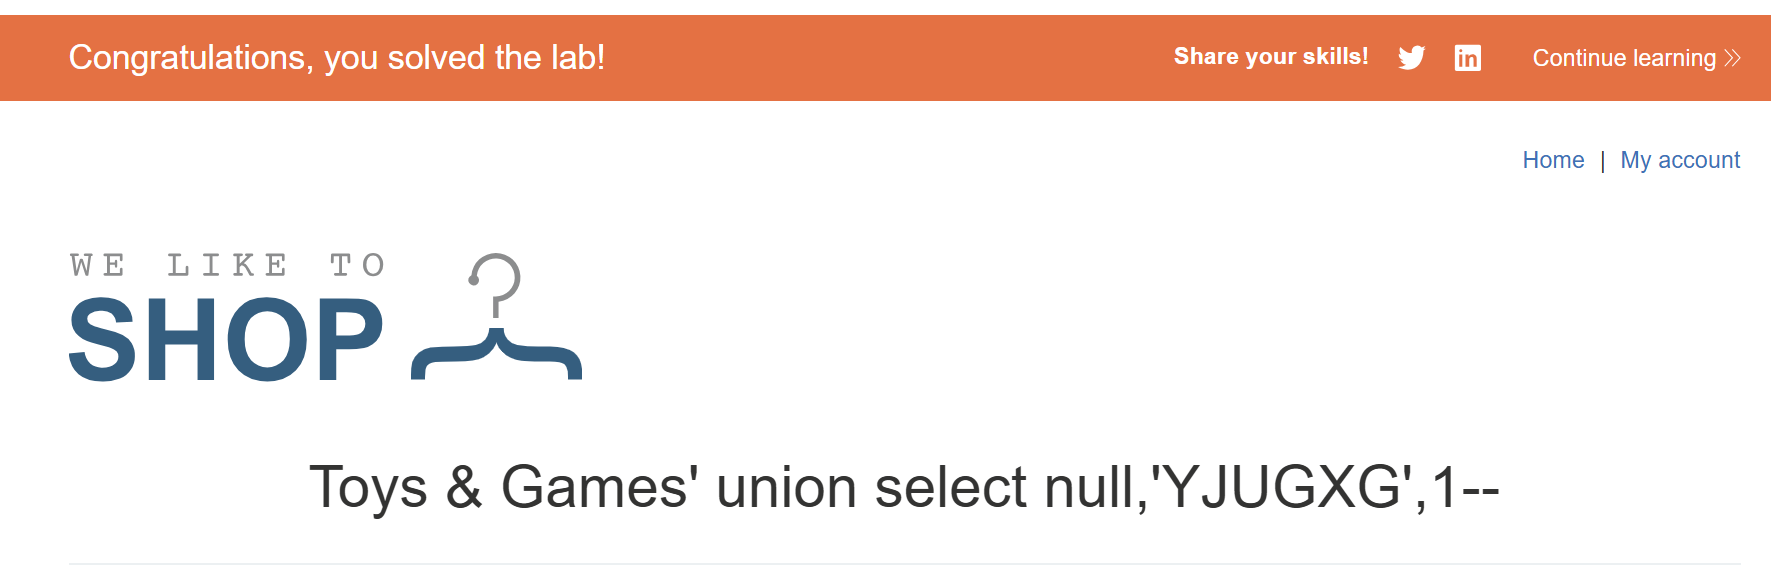 Congratulations, you solved the lab!
Share your skills!
Continue learning
Home | My account
WE LIKE TO
SHOP
Toys & Games' union select null,'YJUGXG',1--